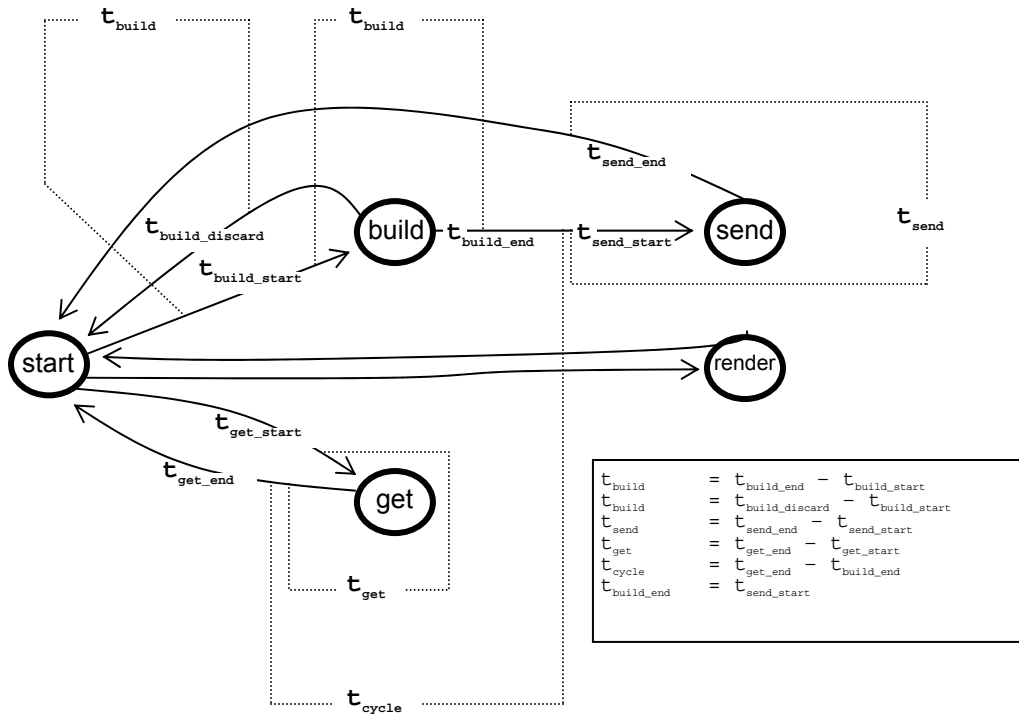 t_build
t_build
t_send_end
t_build_discard
build
t_build_end
t_send_start
send
t_send
t_build_start
start
render
t_get_start
t_get_end
get
t_get
t_cycle
t_build = t_build_end – t_build_start
t_build = t_build_discard – t_build_start
t_send = t_send_end – t_send_start
t_get = t_get_end – t_get_start
t_cycle = t_get_end – t_build_end
t_build_end = t_send_start